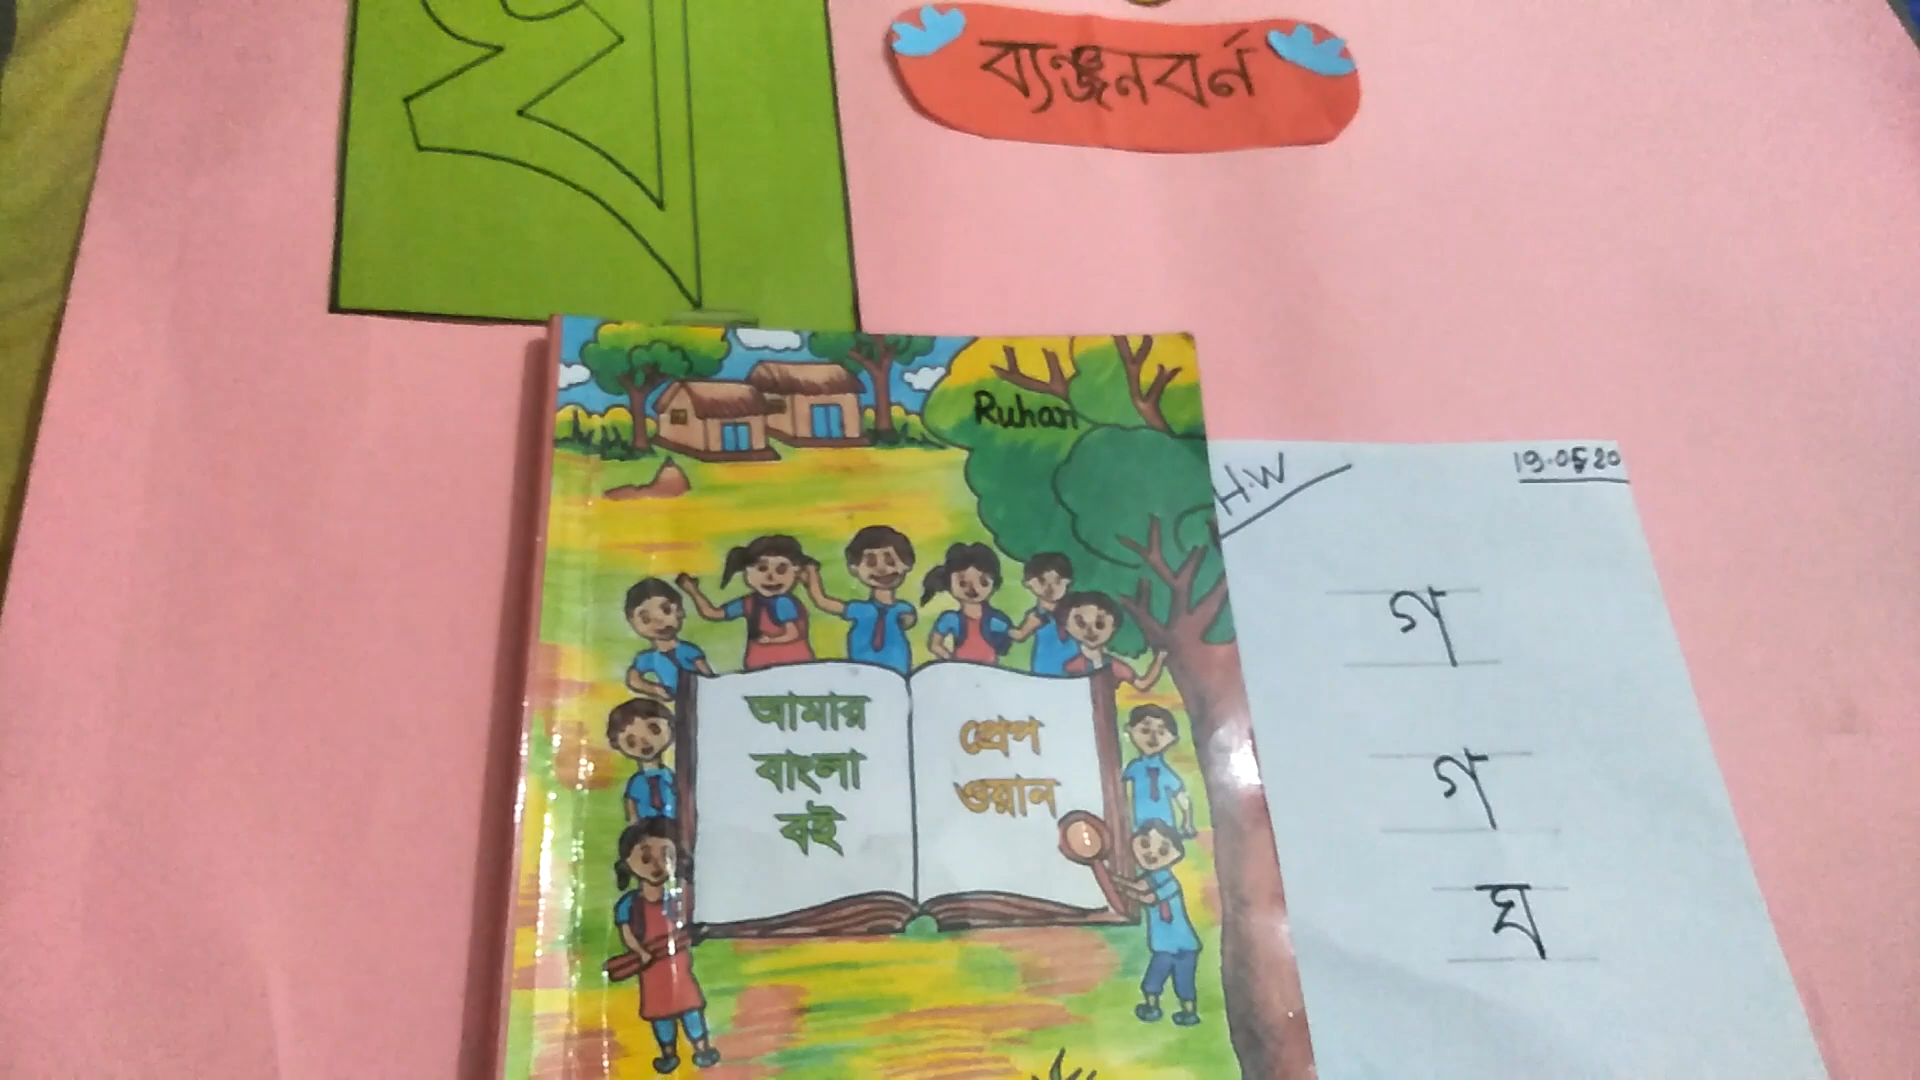 ঘ
ব্যঞ্জনবর্ন
Ruhan
আমার
বাংলা
বই
প্রেপ
ওয়ান
H.W
19.05.20
গ
গ
ঘ